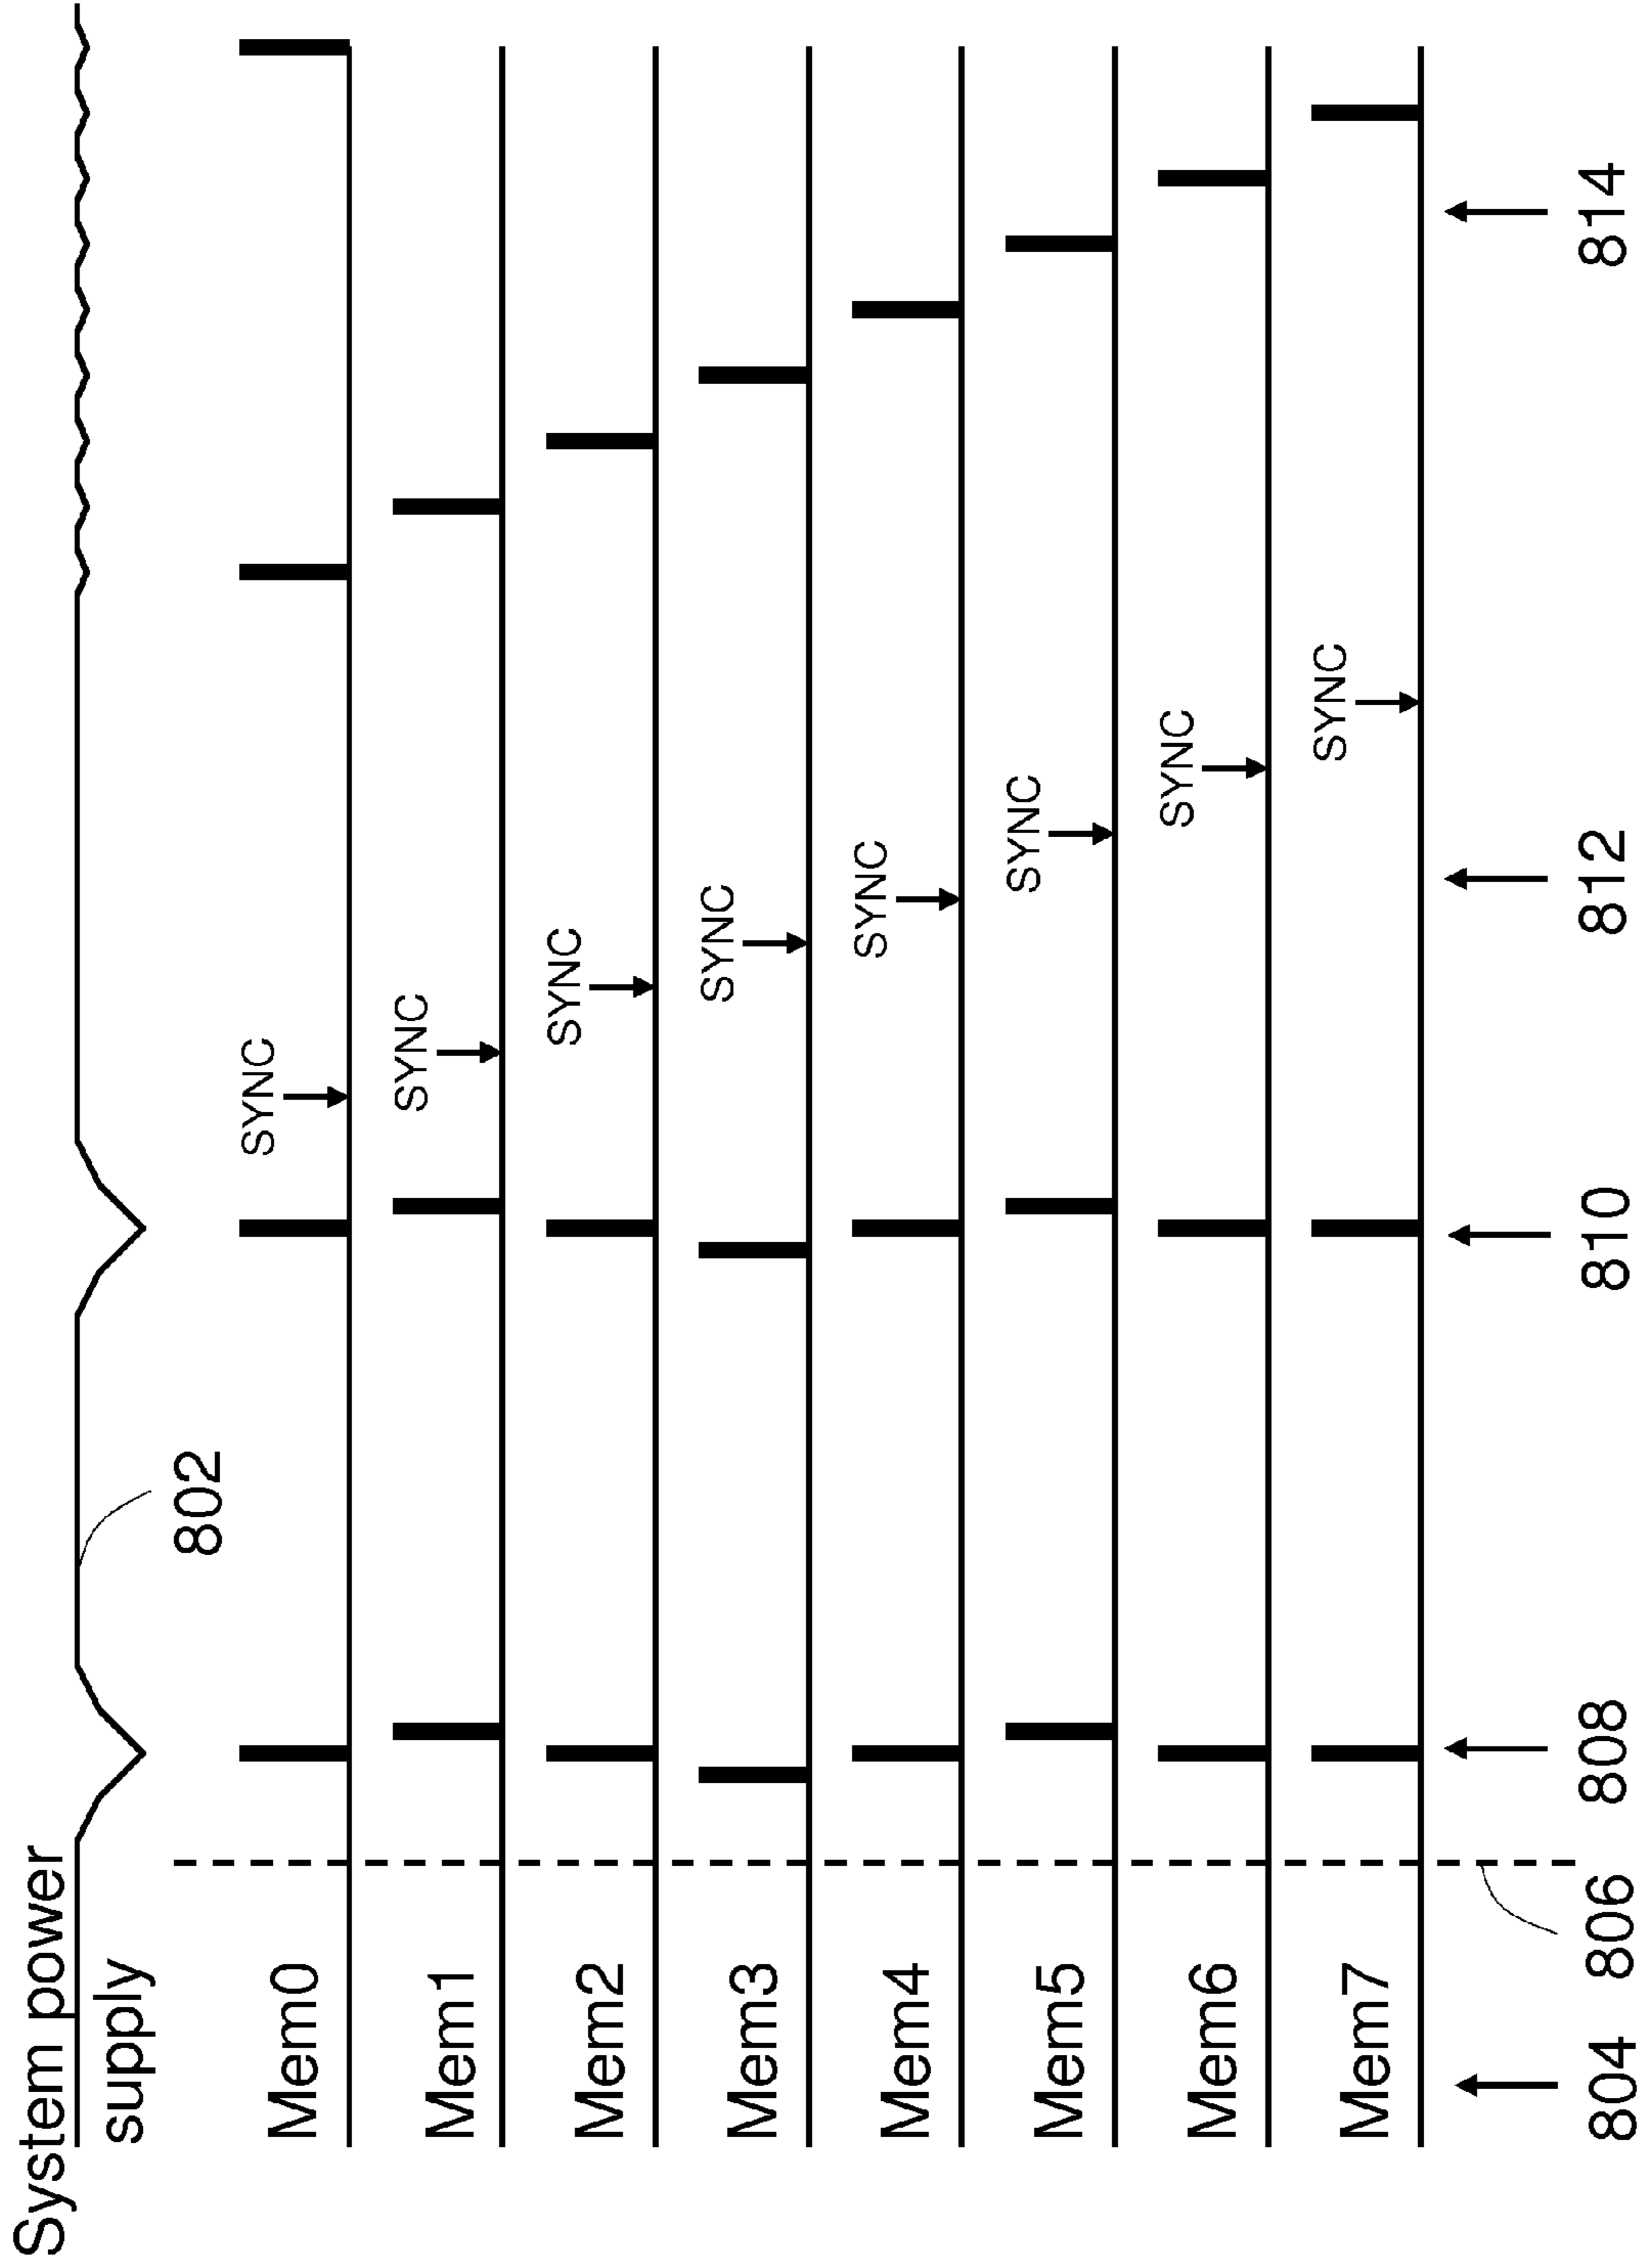 System power
supply
802
Mem0
SYNC
Mem1
SYNC
Mem2
SYNC
Mem3
SYNC
Mem4
SYNC
Mem5
SYNC
Mem6
SYNC
Mem7
SYNC
804 806 808 810 812 814